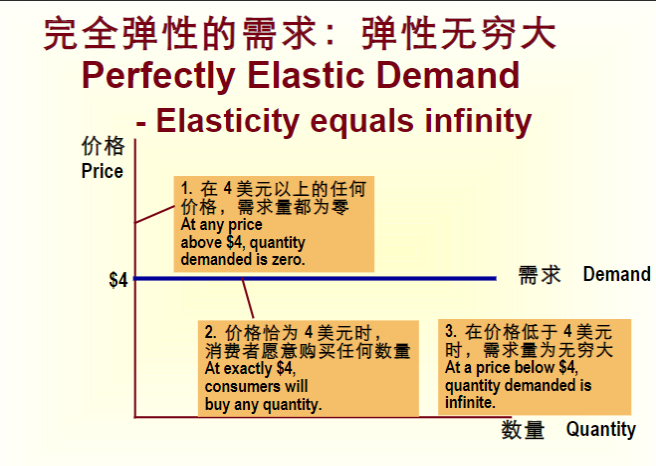 完全弹性的需求：弹性无穷大
Perfectly Elastic Demand
- Elasticity equals infinity
价格
Price
1. 在 4 美元以上的任何
价格，需求量都为零
At any price
above $4, quantity
demanded is zero.
$4
需求 Demand
2. 价格恰为 4 美元时，
消费者愿意购买任何数量
At exactly $4,
consumers will
buy any quantity.
3. 在价格低于 4 美元
时，需求量为无穷大
At a price below $4,
quantity demanded is
infinite.
数量 Quantity